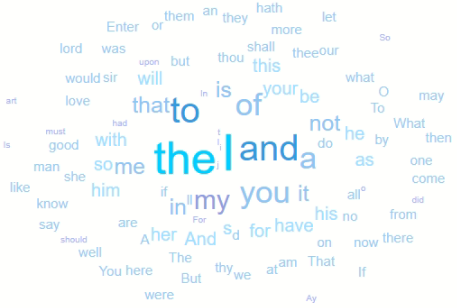 hath
them an they let
Enter or more
So
lord was shall thee our
upon but thou this what
would sir will is your be O may
art love In To
that to of What
had not he by then
must good with the I and a do
Is man so me as one
she come
like him if in ll my you it all o did
know his no from
say are For s d for have
should A her And on now there
well The That
You here thy we at am If
But
were Ay